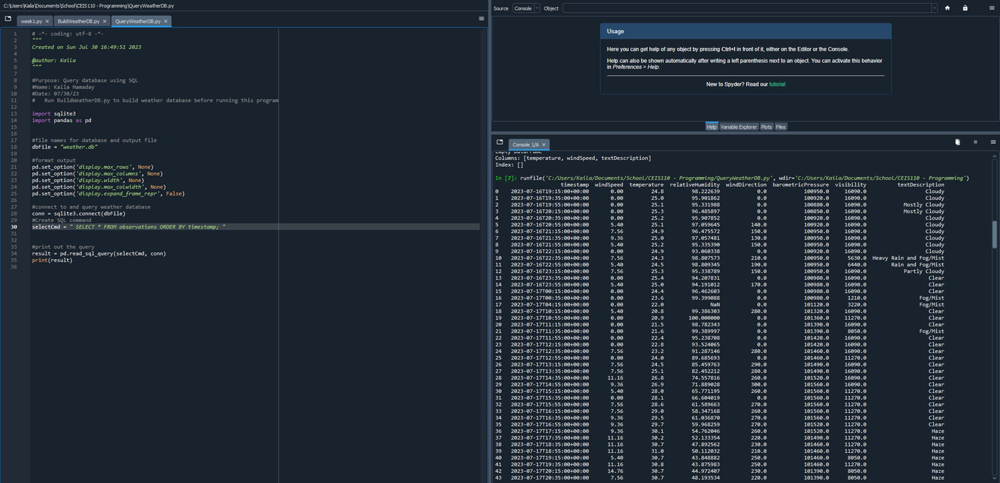 C:\Users\Kaila\Documents\School\CEIS110 - Programming\QueryWeatherDB.py
week1.py
BuildWeatherDB.py
QueryWeatherDB.py
1 # -*- coding: utf-8 -*-
2 """
3 Created on Sun Jul 30 16:49:51 2023
4
5 @author: Kaila
6 """
7
8 #Purpose: Query database using SQL
9 #Name: Kaila Hamaday
10 #Date: 07/30/23
11 #   Run BuildWeatherDB.py to build weather database before running this program
12
13 import sqlite3
14 import pandas as pd
15
16
17 #file names for database and output file
18 dbFile = "weather.db"
19
20 #format output
21 pd.set_option('display.max_rows', None)
22 pd.set_option('display.max_columns', None)
23 pd.set_option('display.width', None)
24 pd.set_option('display.max_colwidth', None)
25 pd.set_option('display.expand_frame_repr', False)
26
27 #connect to and query weather database
28 conn = sqlite3.connect(dbFile)
29 #Create SQL command
30 selectCmd = " SELECT * FROM observations ORDER BY timestamp; "
31
32
33 #print out the query
34 result = pd.read_sql_query(selectCmd, conn)
35 print(result)
36
Source Console Object
Usage
Here you can get help of any object by pressing Ctrl+I in front of it, either on the Editor or the Console.
Help can also be shown automatically after writing a left parenthesis next to an object. You can activate this behavior
in Preferences > Help.
New to Spyder? Read our tutorial
Help Variable Explorer Plots Files
Console 1/A
Empty DataFrame
Columns: [temperature, windSpeed, textDescription]
Index: []
In [7]: runfile('C:/Users/Kaila/Documents/School/CEIS110 - Programming/QueryWeatherDB.py', wdir='C:/Users/Kaila/Documents/School/CEIS110 - Programming')
timestamp windSpeed temperature relativeHumidity windDirection barometricPressure visibility textDescription
0 2023-07-16T19:15:00+00:00 0.00 24.8 98.222639 0.0 100950.0 16090.0 Cloudy
1 2023-07-16T19:35:00+00:00 0.00 25.0 95.901862 0.0 100910.0 16090.0 Cloudy
2 2023-07-16T19:55:00+00:00 0.00 25.1 95.331988 0.0 100880.0 16090.0 Mostly Cloudy
3 2023-07-16T20:15:00+00:00 0.00 25.3 96.485897 0.0 100850.0 16090.0 Mostly Cloudy
4 2023-07-16T20:35:00+00:00 0.00 25.2 95.907852 0.0 100920.0 16090.0 Cloudy
5 2023-07-16T20:55:00+00:00 5.40 25.1 97.059645 140.0 100920.0 16090.0 Cloudy
6 2023-07-16T21:15:00+00:00 7.56 24.9 96.475572 150.0 100950.0 16090.0 Cloudy
7 2023-07-16T21:35:00+00:00 9.36 25.0 97.057481 130.0 100950.0 16090.0 Cloudy
8 2023-07-16T21:55:00+00:00 5.40 25.2 95.335390 150.0 100950.0 16090.0 Cloudy
9 2023-07-16T22:15:00+00:00 0.00 24.9 93.060338 0.0 100920.0 16090.0 Cloudy
10 2023-07-16T22:35:00+00:00 7.56 24.3 98.807573 210.0 100950.0 5630.0 Heavy Rain and Fog/Mist
11 2023-07-16T22:55:00+00:00 5.40 24.5 98.809345 190.0 100950.0 6440.0 Rain and Fog/Mist
12 2023-07-16T23:15:00+00:00 7.56 25.3 95.338789 150.0 100950.0 16090.0 Partly Cloudy
13 2023-07-16T23:35:00+00:00 0.00 25.4 94.207831 0.0 100980.0 16090.0 Clear
14 2023-07-16T23:55:00+00:00 5.40 25.0 94.191012 170.0 100980.0 16090.0 Clear
15 2023-07-17T00:15:00+00:00 0.00 24.4 96.462603 0.0 100980.0 16090.0 Clear
16 2023-07-17T00:35:00+00:00 0.00 23.6 99.399088 0.0 100980.0 1210.0 Fog/Mist
17 2023-07-17T04:15:00+00:00 0.00 22.0 NaN 0.0 101120.0 3220.0 Fog/Mist
18 2023-07-17T10:15:00+00:00 5.40 20.8 99.386303 280.0 101320.0 16090.0 Clear
19 2023-07-17T10:55:00+00:00 0.00 20.9 100.000000 0.0 101360.0 11270.0 Clear
20 2023-07-17T11:15:00+00:00 0.00 21.5 98.782343 0.0 101390.0 16090.0 Clear
21 2023-07-17T11:35:00+00:00 0.00 21.6 99.389997 0.0 101390.0 8050.0 Fog/Mist
22 2023-07-17T11:55:00+00:00 0.00 22.4 95.238708 0.0 101420.0 16090.0 Clear
23 2023-07-17T12:15:00+00:00 0.00 22.8 93.524065 0.0 101420.0 16090.0 Clear
24 2023-07-17T12:35:00+00:00 7.56 23.2 91.287146 280.0 101460.0 16090.0 Clear
25 2023-07-17T12:55:00+00:00 0.00 24.0 89.685693 0.0 101460.0 11270.0 Clear
26 2023-07-17T13:15:00+00:00 7.56 24.5 85.459763 290.0 101490.0 16090.0 Clear
27 2023-07-17T13:35:00+00:00 7.56 25.1 82.452212 280.0 101490.0 16090.0 Clear
28 2023-07-17T14:35:00+00:00 11.16 26.8 74.557816 260.0 101520.0 16090.0 Clear
29 2023-07-17T14:55:00+00:00 9.36 26.9 71.889028 300.0 101560.0 16090.0 Clear
30 2023-07-17T15:15:00+00:00 5.40 28.0 65.771195 260.0 101560.0 11270.0 Clear
31 2023-07-17T15:35:00+00:00 0.00 28.1 66.604019 0.0 101560.0 11270.0 Clear
32 2023-07-17T15:55:00+00:00 7.56 28.6 61.589663 270.0 101560.0 11270.0 Clear
33 2023-07-17T16:15:00+00:00 7.56 29.0 58.347168 260.0 101560.0 11270.0 Clear
34 2023-07-17T16:35:00+00:00 9.36 29.5 61.036870 270.0 101560.0 11270.0 Clear
35 2023-07-17T16:55:00+00:00 9.36 29.7 59.968259 270.0 101520.0 11270.0 Clear
36 2023-07-17T17:15:00+00:00 9.36 30.1 54.762046 260.0 101520.0 11270.0 Haze
37 2023-07-17T17:35:00+00:00 11.16 30.2 52.133354 220.0 101490.0 11270.0 Haze
38 2023-07-17T18:35:00+00:00 11.16 30.7 47.892562 230.0 101460.0 11270.0 Haze
39 2023-07-17T18:55:00+00:00 11.16 31.0 50.112032 210.0 101460.0 11270.0 Haze
40 2023-07-17T19:15:00+00:00 5.40 30.7 43.848882 250.0 101460.0 8050.0 Haze
41 2023-07-17T19:35:00+00:00 11.16 30.8 43.875983 250.0 101460.0 11270.0 Haze
42 2023-07-17T20:15:00+00:00 14.76 30.7 44.972407 230.0 101390.0 8050.0 Haze
43 2023-07-17T20:35:00+00:00 7.56 30.7 48.193534 220.0 101390.0 8050.0 Haze